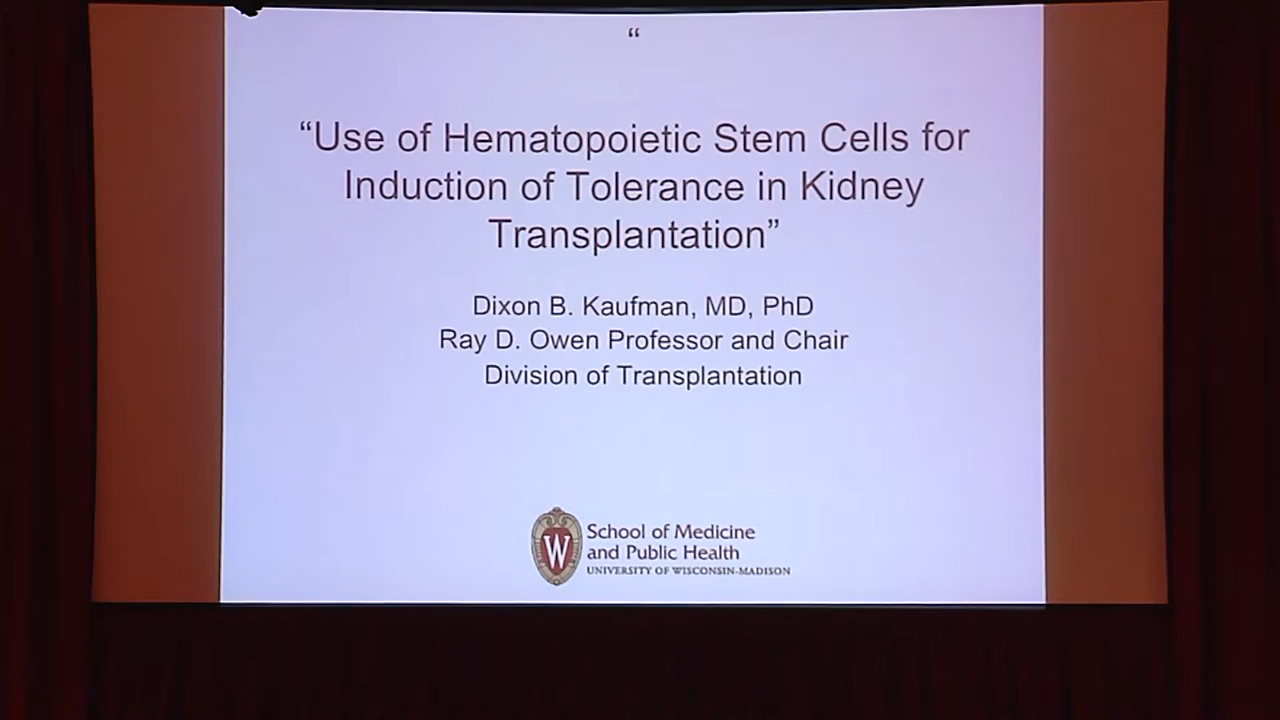 “
“Use of Hematopoietic Stem Cells for
Induction of Tolerance in Kidney
Transplantation”
Dixon B. Kaufman, MD, PhD
Ray D. Owen Professor and Chair
Division of Transplantation
W
School of Medicine
and Public Health
UNIVERSITY OF WISCONSIN-MADISON